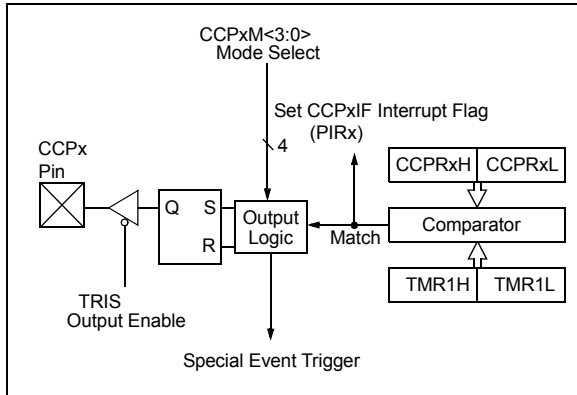 CCPxM<3:0>
Mode Select
Set CCPxIF Interrupt Flag
(PIRx)
4
CCPx
Pin
CCPRxH CCPRxL
Q S
R
Output
Logic
Match
Comparator
TRIS
Output Enable
TMR1H TMR1L
Special Event Trigger